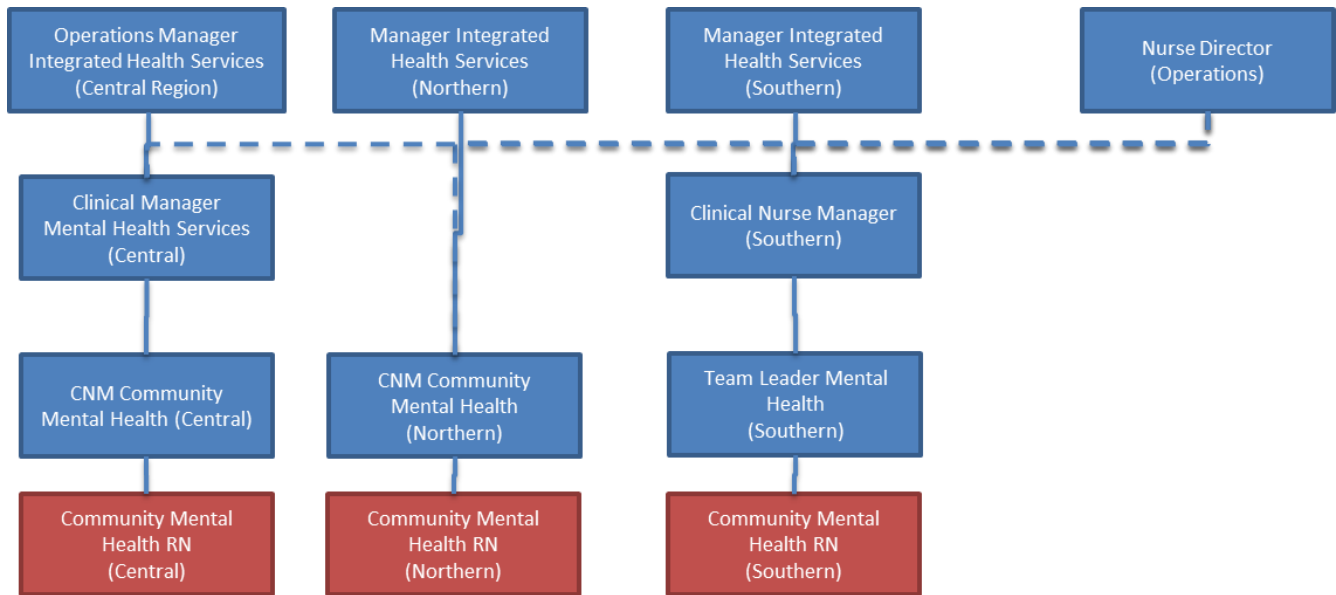 Operations Manager
Integrated Health Services
(Central Region)
Manager Integrated
Health Services
(Northern)
Manager Integrated
Health Services
(Southern)
Nurse Director
(Operations)
Clinical Manager
Mental Health Services
(Central)
Clinical Nurse Manager
(Southern)
CNM Community
Mental Health (Central)
CNM Community
Mental Health
(Northern)
Team Leader Mental
Health
(Southern)
Community Mental
Health RN
(Central)
Community Mental
Health RN
(Northern)
Community Mental
Health RN
(Southern)